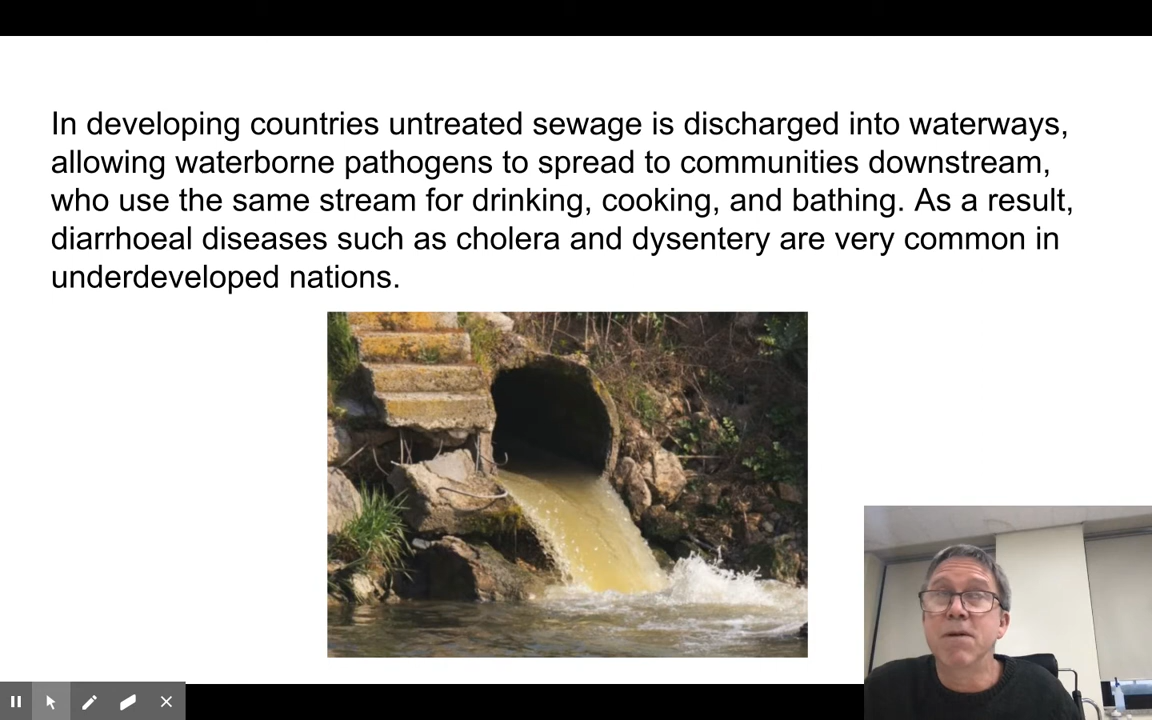 In developing countries untreated sewage is discharged into waterways,
allowing waterborne pathogens to spread to communities downstream,
who use the same stream for drinking, cooking, and bathing. As a result,
diarrhoeal diseases such as cholera and dysentery are very common in
underdeveloped nations.